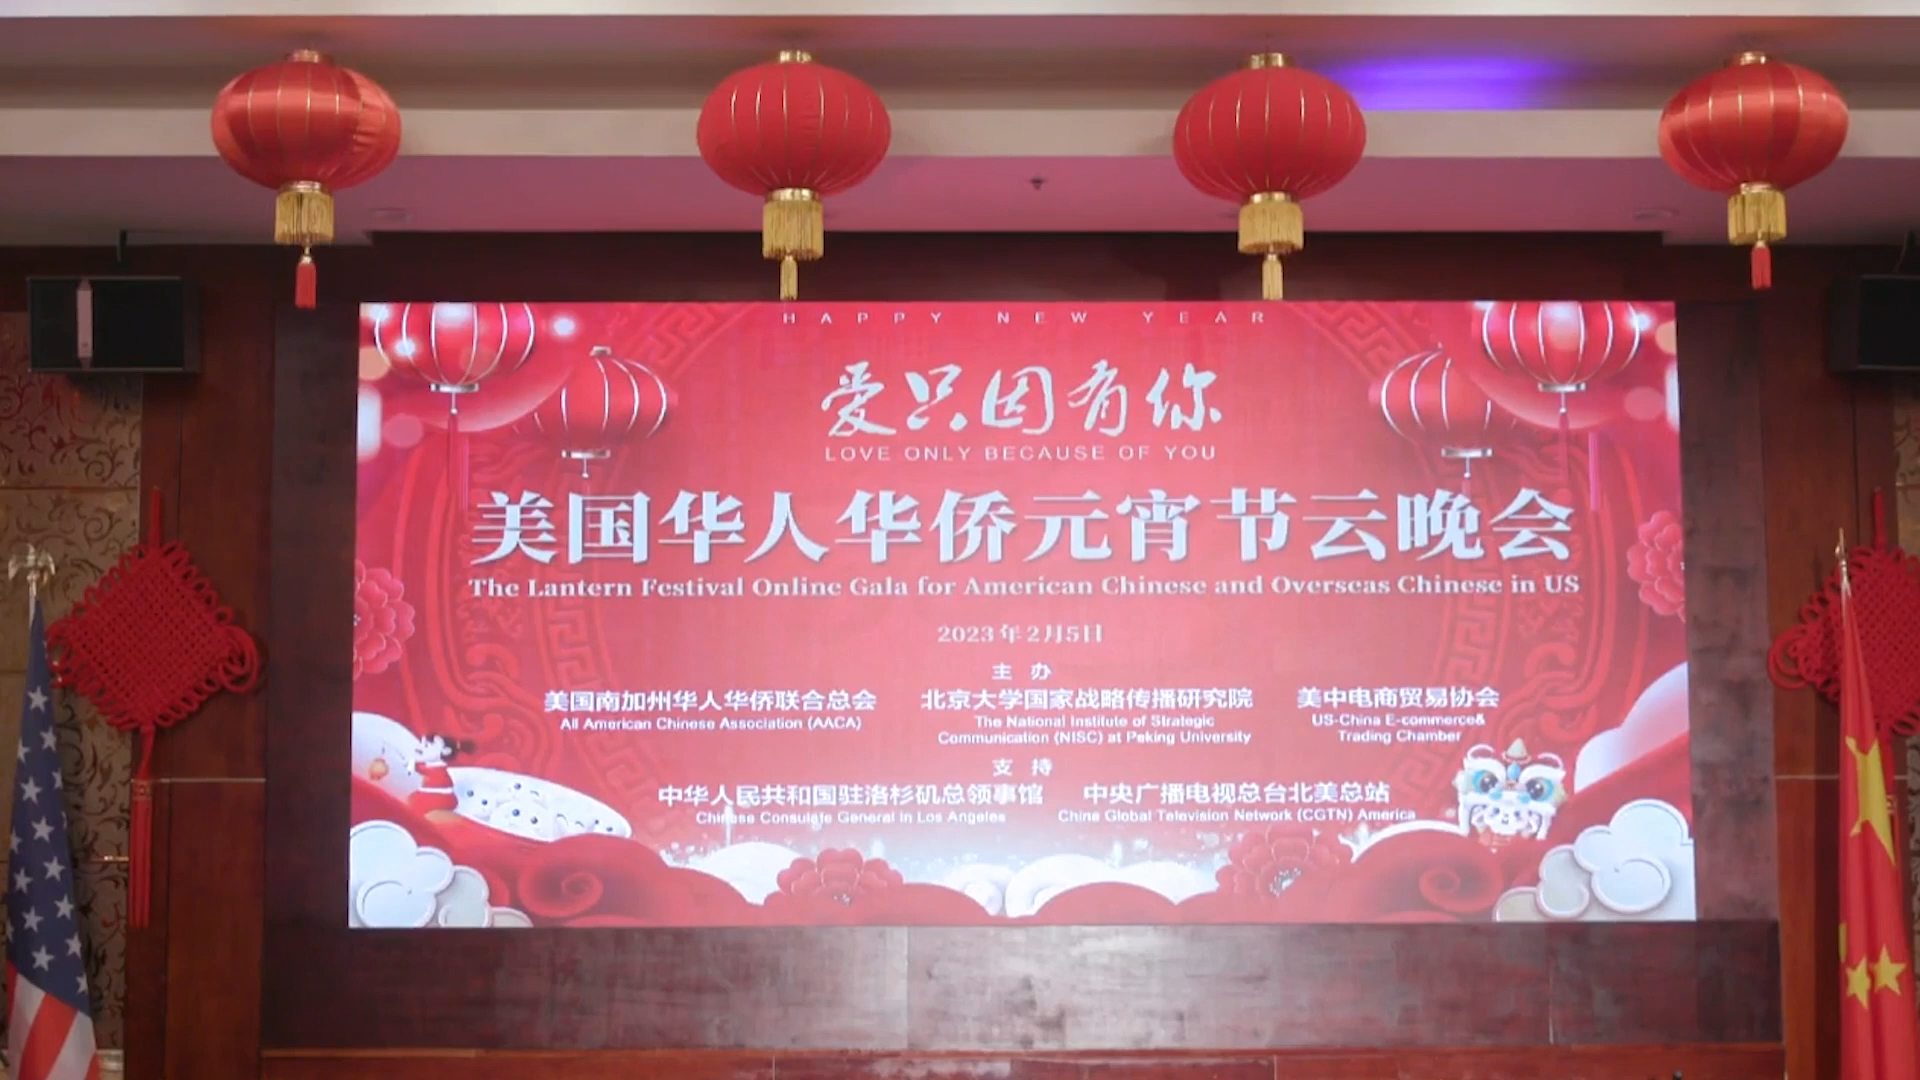 HAPPY NEW YEAR
爱只因有你
LOVE ONLY BECAUSE OF YOU
美国华人华侨元宵节云晚会
The Lantern Festival Online Gala for American Chinese and Overseas Chinese in US
2023年2月5日
主 办
美国南加州华人华侨联合总会 北京大学国家战略传播研究院 美中电商贸易协会
All American Chinese Association (AACA) The National Institute of Strategic US-China E-commerce&
Communication (NISC) at Peking University Trading Chamber
支 持
中华人民共和国驻洛杉矶总领事馆 中央广播电视总台北美总站
Chinese Consulate General in Los Angeles China Global Television Network (CGTN) America